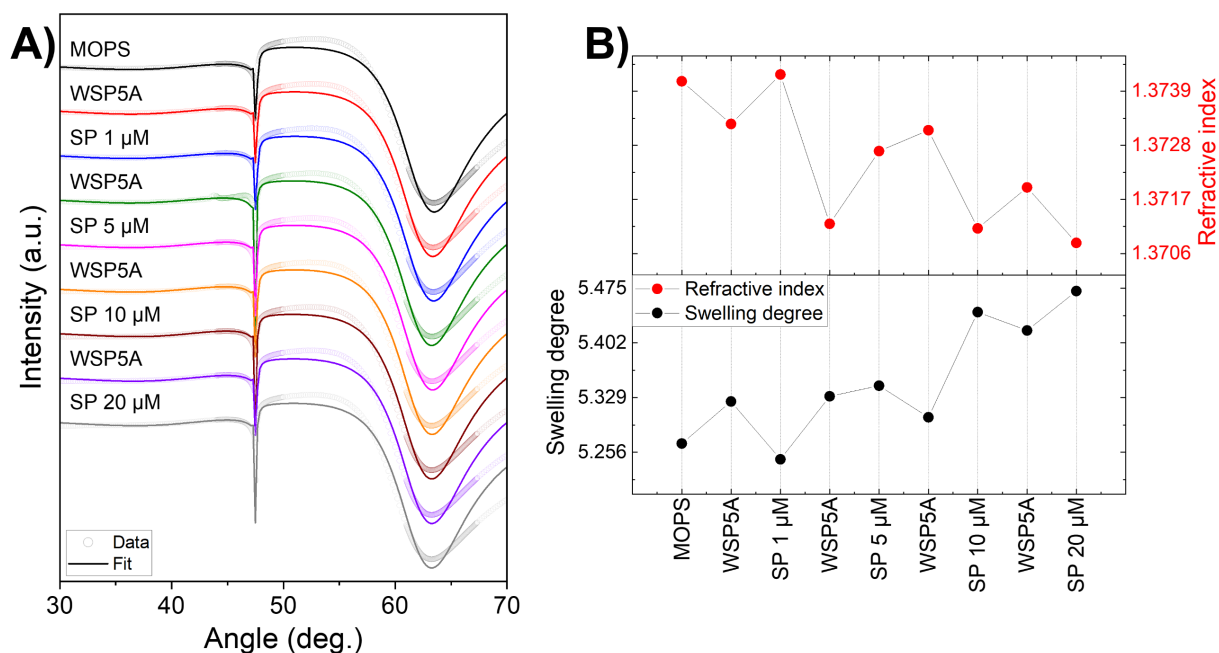 A)
MOPS
WSP5A
SP 1 µM
WSP5A
SP 5 µM
WSP5A
SP 10 µM
WSP5A
SP 20 µM
Data
Fit
30
40
50
60
70
Angle (deg.)
Intensity (a.u.)
B)
1.3739
1.3728
1.3717
1.3706
Refractive index
5.475
5.402
5.329
5.256
Swelling degree
Refractive index
Swelling degree
MOPS
WSP5A
SP 1 µM
WSP5A
SP 5 µM
WSP5A
SP 10 µM
WSP5A
SP 20 µM